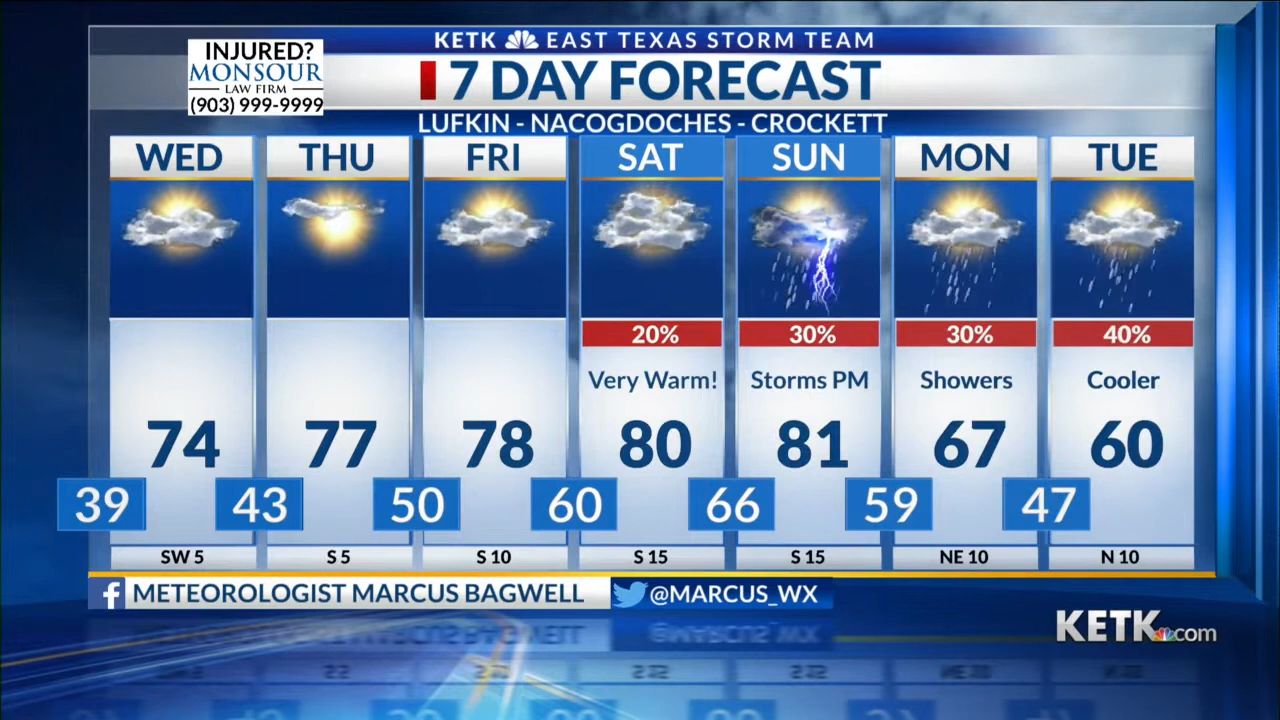 KETK EAST TEXAS STORM TEAM
INJURED?
MONSOUR
LAW FIRM
(903) 999-9999
7 DAY FORECAST
LUFKIN - NACOGDOCHES - CROCKETT
WED THU FRI SAT SUN MON TUE
20% 30% 30% 40%
Very Warm! Storms PM Showers Cooler
74 77 78 80 81 67 60
39 43 50 60 66 59 47
SW 5 S 5 S 10 S 15 S 15 NE 10 N 10
f METEOROLOGIST MARCUS BAGWELL @MARCUS_WX
KETK.com